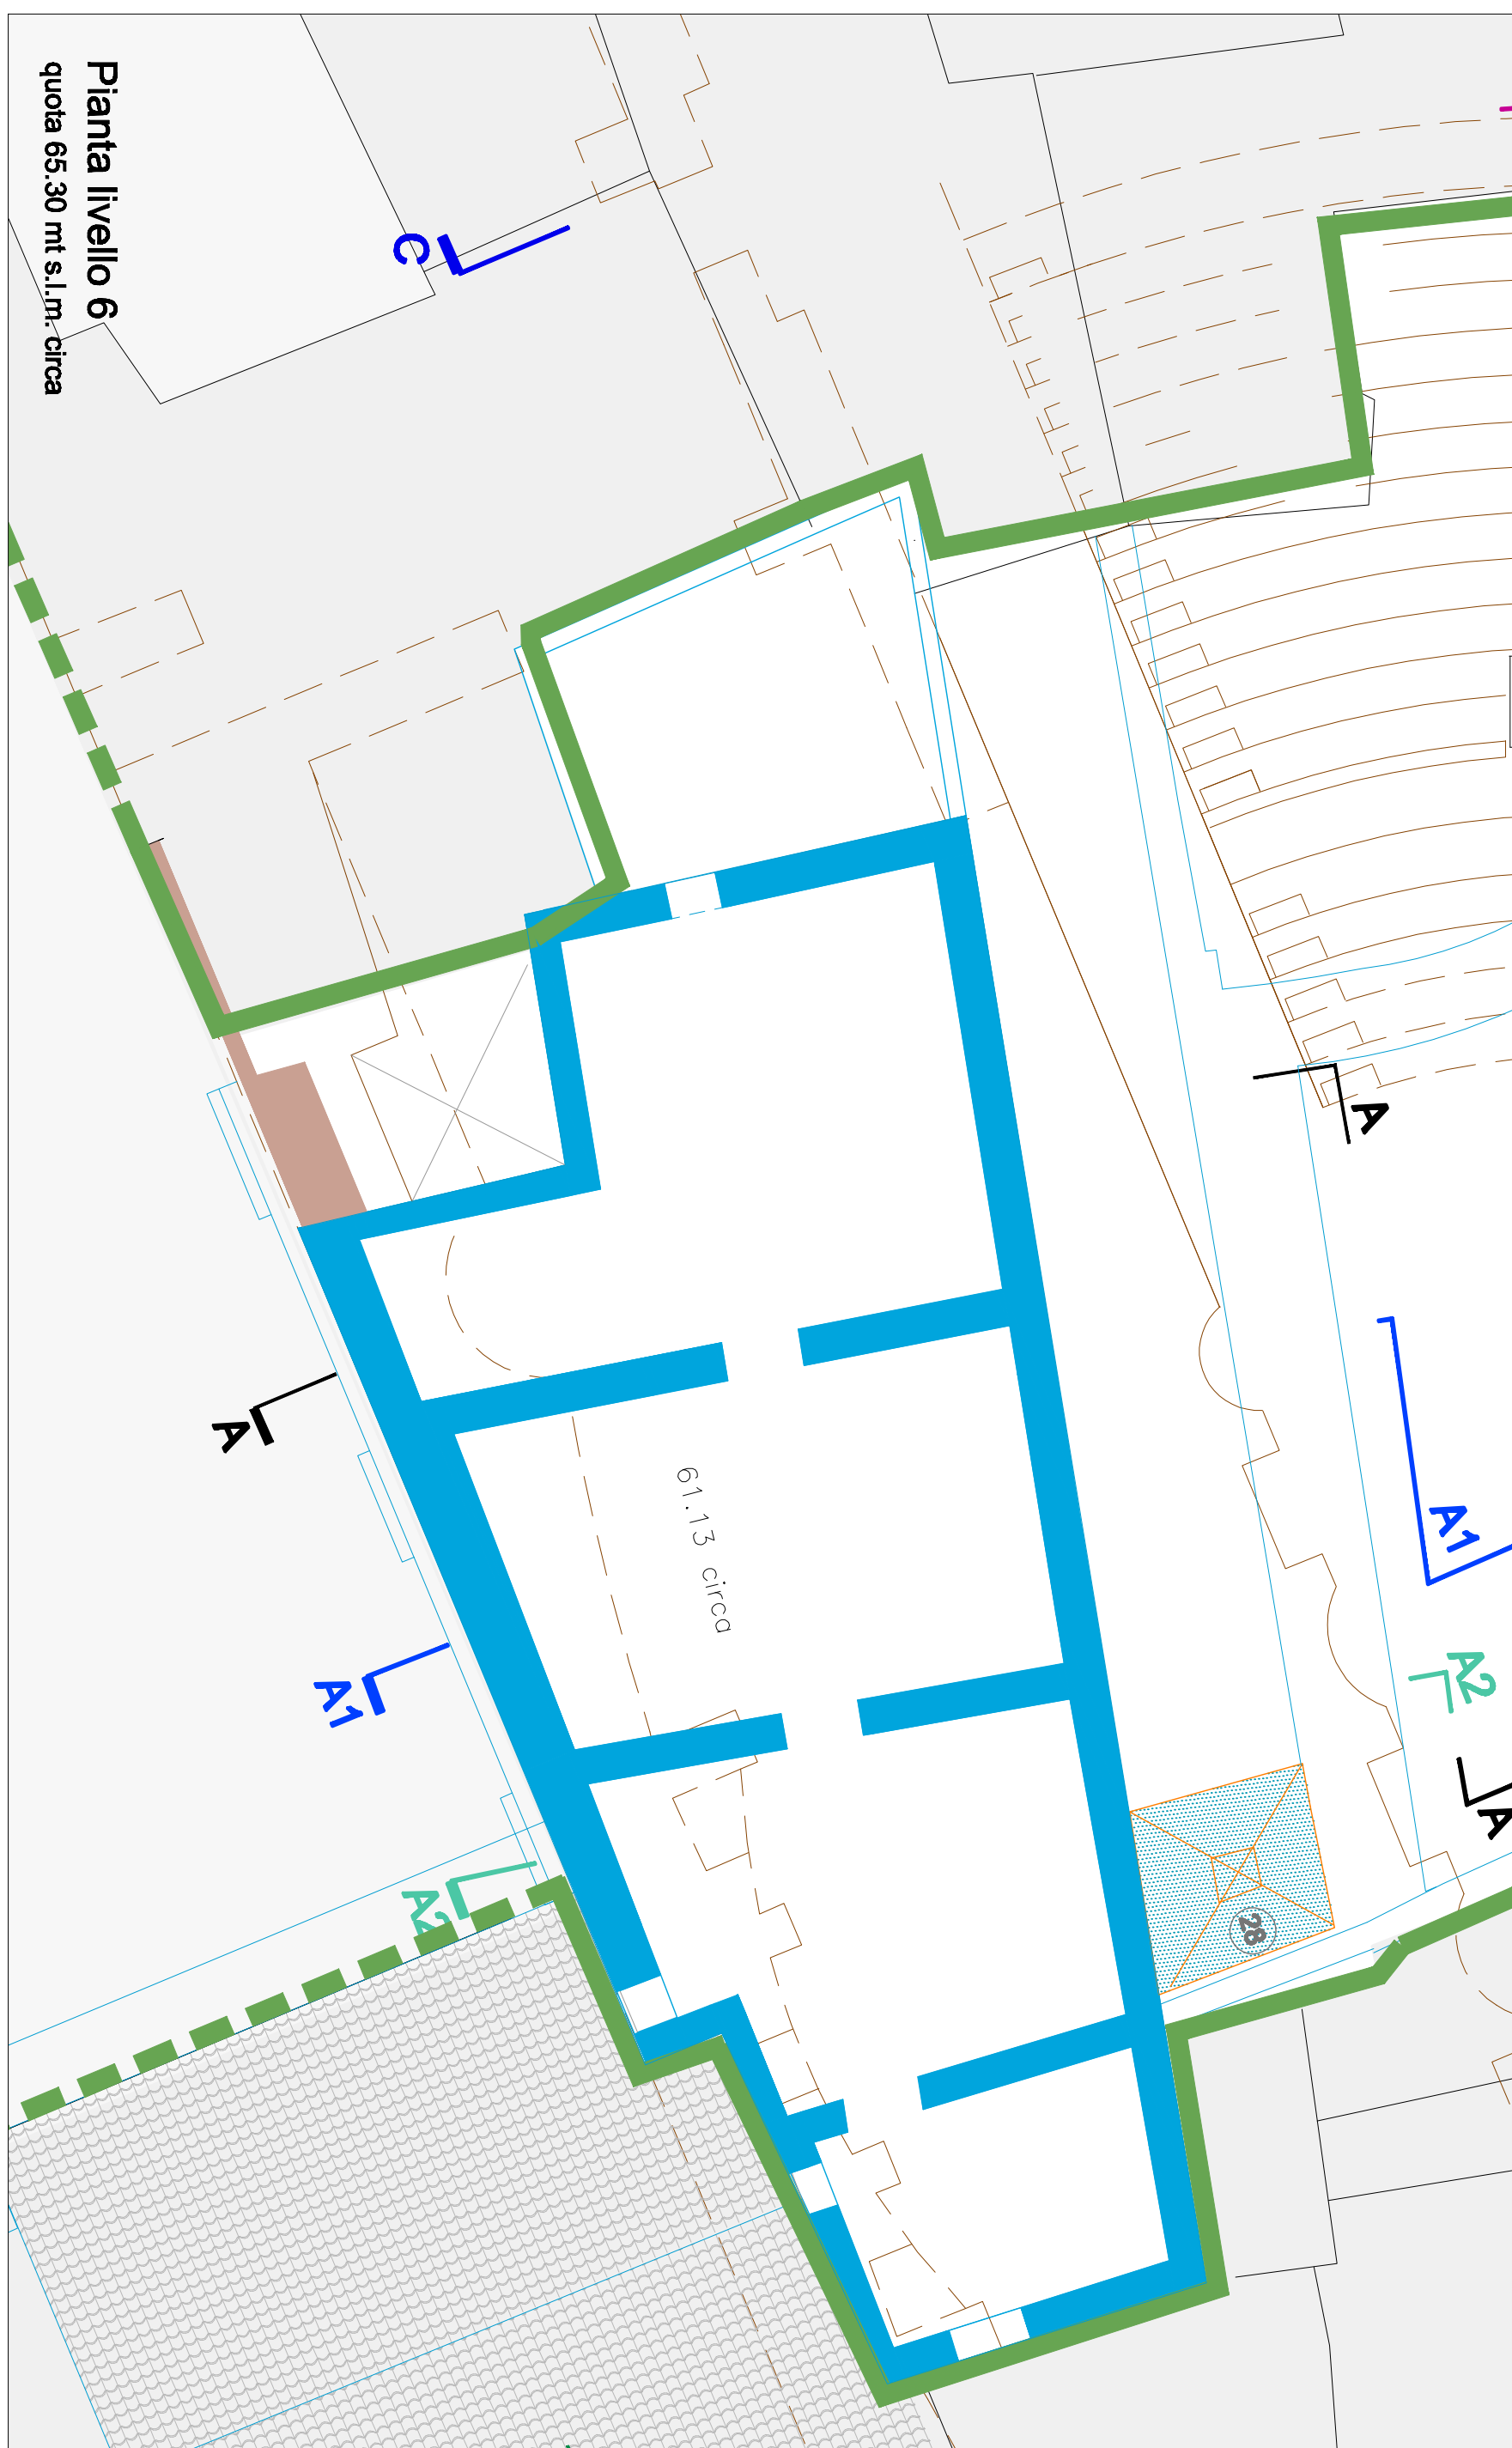 Pianta livello 6
quota 65.30 mt s.l.m. circa
C
A
A
A1
A1
A2
A
61.13 circa
A2
28